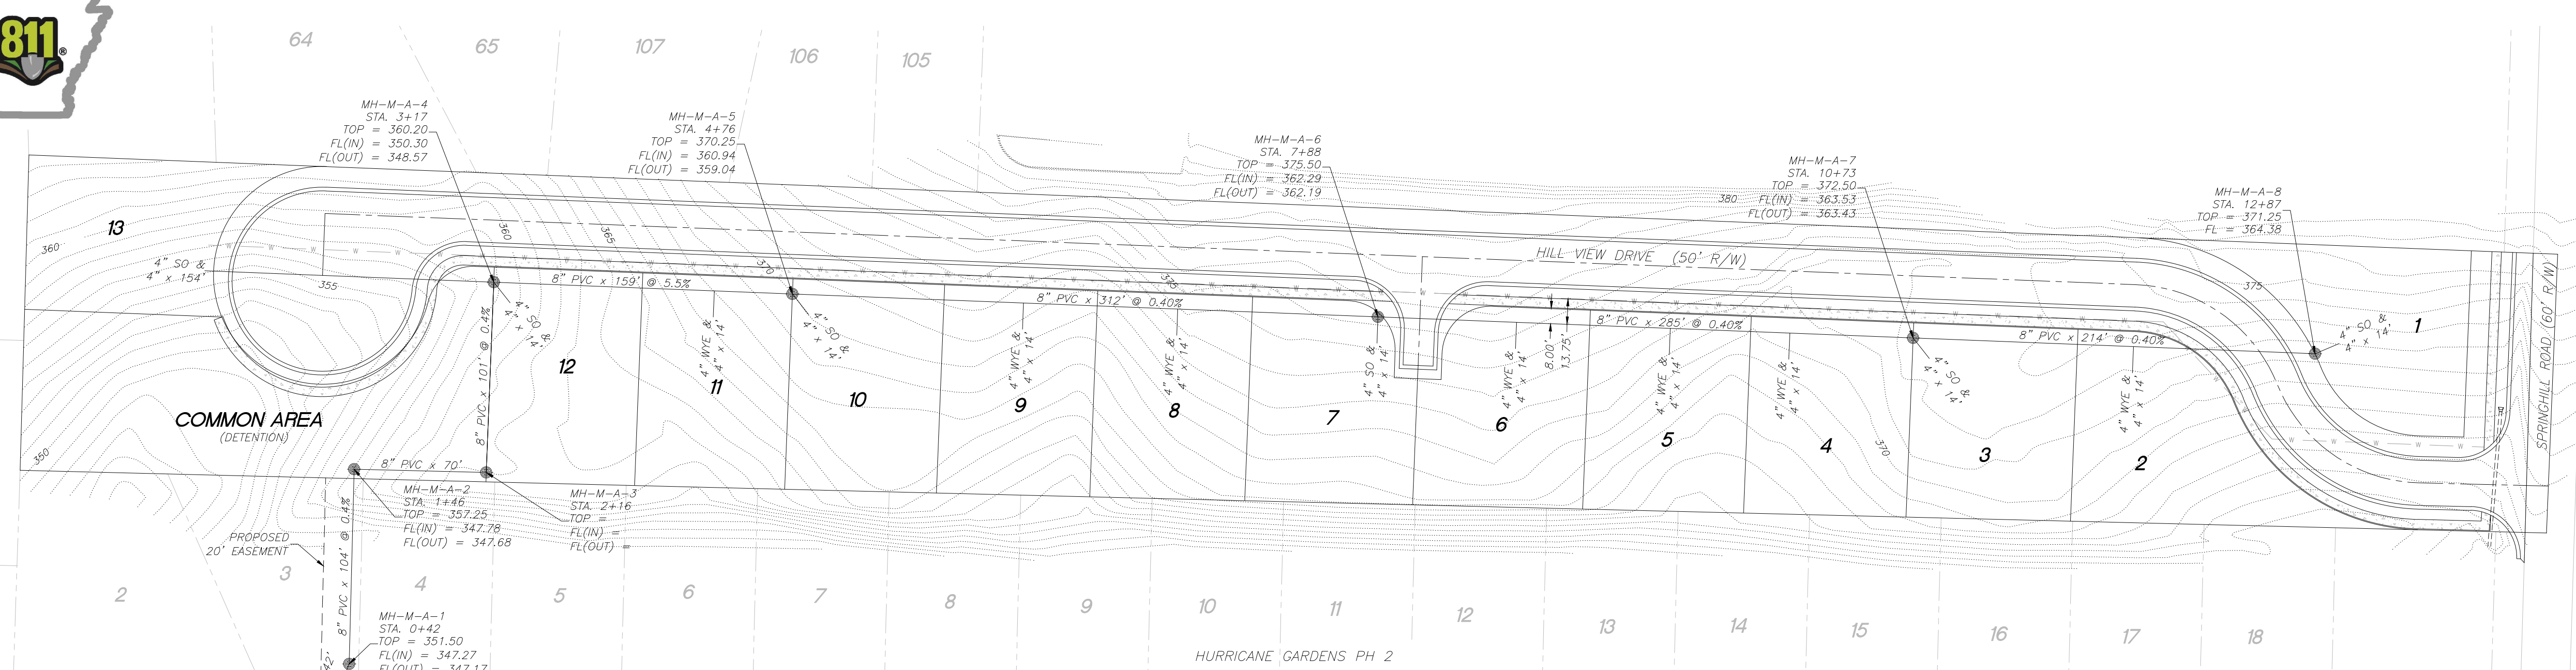 811®
64
65
107
106
105
MH-M-A-4
STA. 3+17
TOP = 360.20
FL(IN) = 350.30
FL(OUT) = 348.57
MH-M-A-5
STA. 4+76
TOP = 370.25
FL(IN) = 360.94
FL(OUT) = 359.04
MH-M-A-6
STA. 7+88
TOP = 375.50
FL(IN) = 362.29
FL(OUT) = 362.19
MH-M-A-7
STA. 10+73
TOP = 372.50
380
FL(IN) = 363.53
FL(OUT) = 363.43
MH-M-A-8
STA. 12+87
TOP = 371.25
FL = 364.38
13
360
4" SO &
4" x 154'
355
360
365
370
375
375
HILL VIEW DRIVE (50' R/W)
SPRINGHILL ROAD (60' R/W)
8" PVC x 159' @ 5.5%
8" PVC x 312' @ 0.40%
8" PVC x 285' @ 0.40%
8" PVC x 214' @ 0.40%
8" PVC x 101' @ 0.4%
4" SO &
4" x 14'
4" WYE &
4" x 14'
4" SO &
4" x 14'
4" WYE &
4" x 14'
4" WYE &
4" x 14'
4" SO &
4" x 14'
4" WYE &
4" x 14'
8.00'
13.75'
4" WYE &
4" x 14'
4" WYE &
4" x 14'
4" SO &
4" x 14'
4" WYE &
4" x 14'
4" SO &
4" x 14'
12
11
10
9
8
7
6
5
4
3
2
1
370
COMMON AREA
(DETENTION)
350
8" PVC x 70'
MH-M-A-2
STA. 1+46
TOP = 357.25
FL(IN) = 347.78
FL(OUT) = 347.68
MH-M-A-3
STA. 2+16
TOP =
FL(IN) =
FL(OUT) =
PROPOSED
20' EASEMENT
8" PVC x 104' @ 0.4%
MH-M-A-1
STA. 0+42
TOP = 351.50
FL(IN) = 347.27
FL(OUT) = 347.17
42'
2
3
4
5
6
7
8
9
10
11
12
13
14
15
16
17
18
HURRICANE GARDENS PH 2